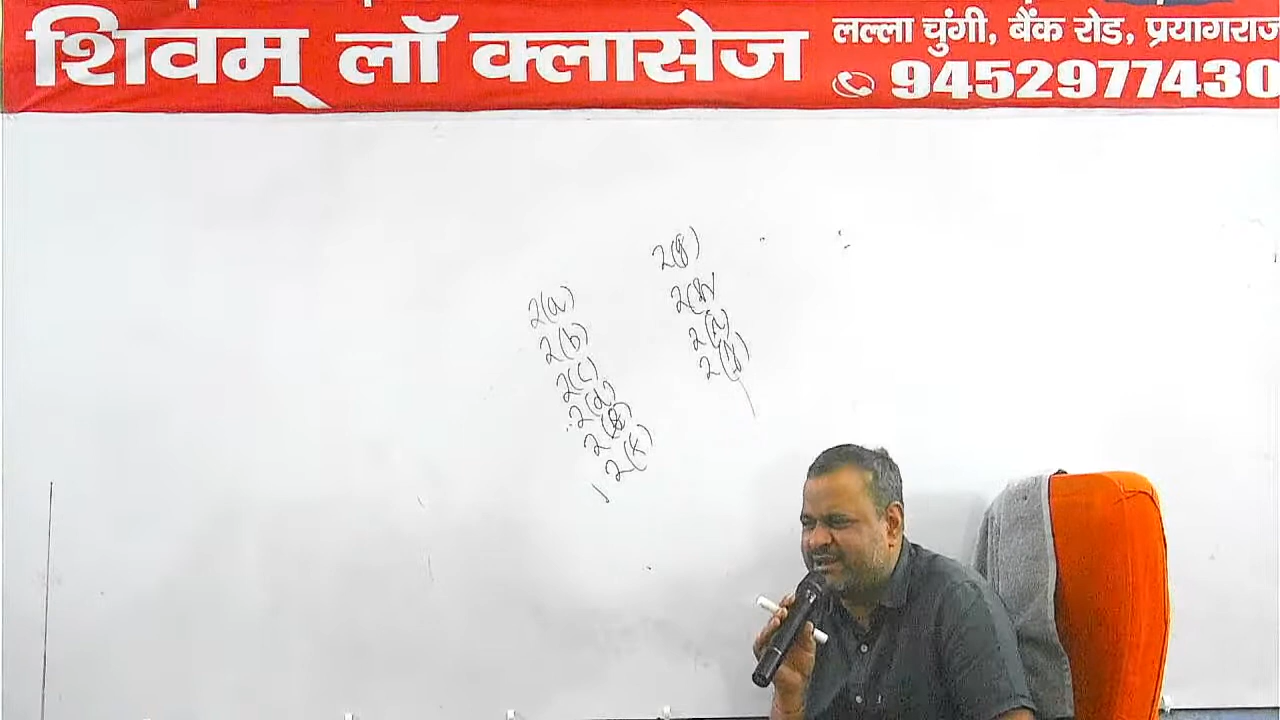 शिवम् लॉ क्लासेज
लल्ला चुंगी, बैंक रोड, प्रयागराज
9452977430
2(a)
2(b)
2(c)
2(d)
2(f)
2(g)